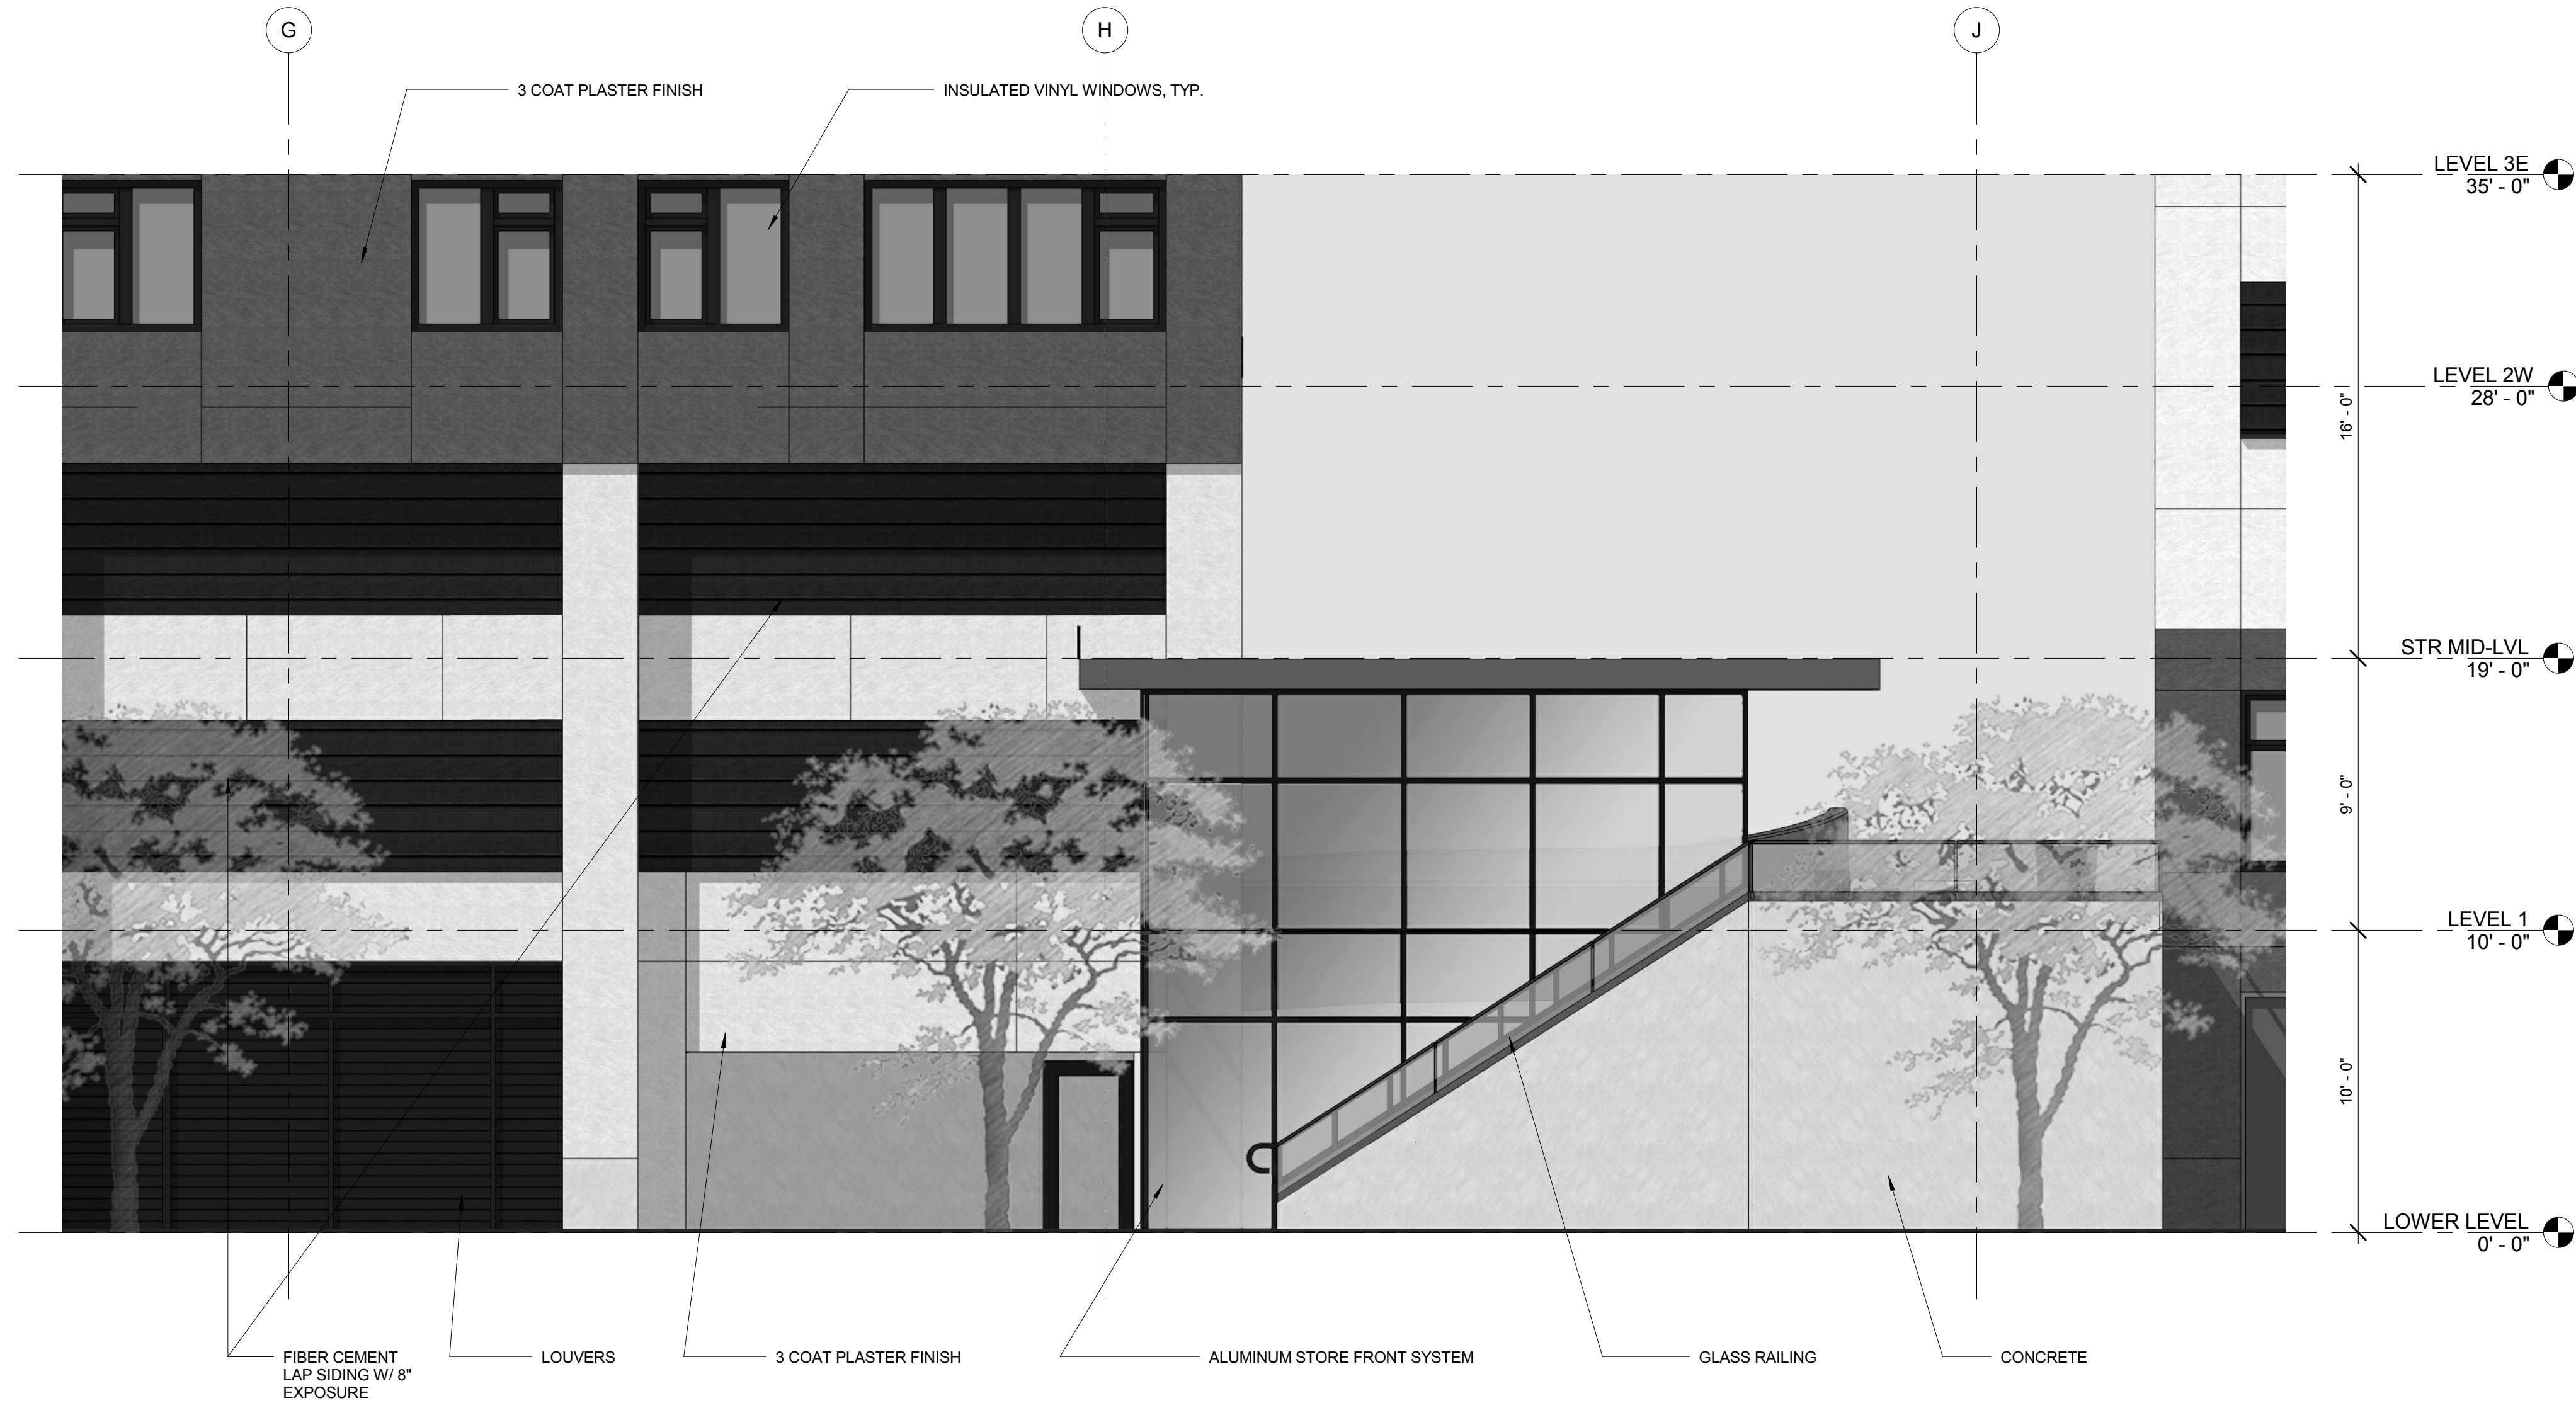 G
H
J
3 COAT PLASTER FINISH
INSULATED VINYL WINDOWS, TYP.
LEVEL 3E
35' - 0"
LEVEL 2W
28' - 0"
16' - 0"
STR MID-LVL
19' - 0"
9' - 0"
LEVEL 1
10' - 0"
10' - 0"
LOWER LEVEL
0' - 0"
FIBER CEMENT
LAP SIDING W/ 8"
EXPOSURE
LOUVERS
3 COAT PLASTER FINISH
ALUMINUM STORE FRONT SYSTEM
GLASS RAILING
CONCRETE